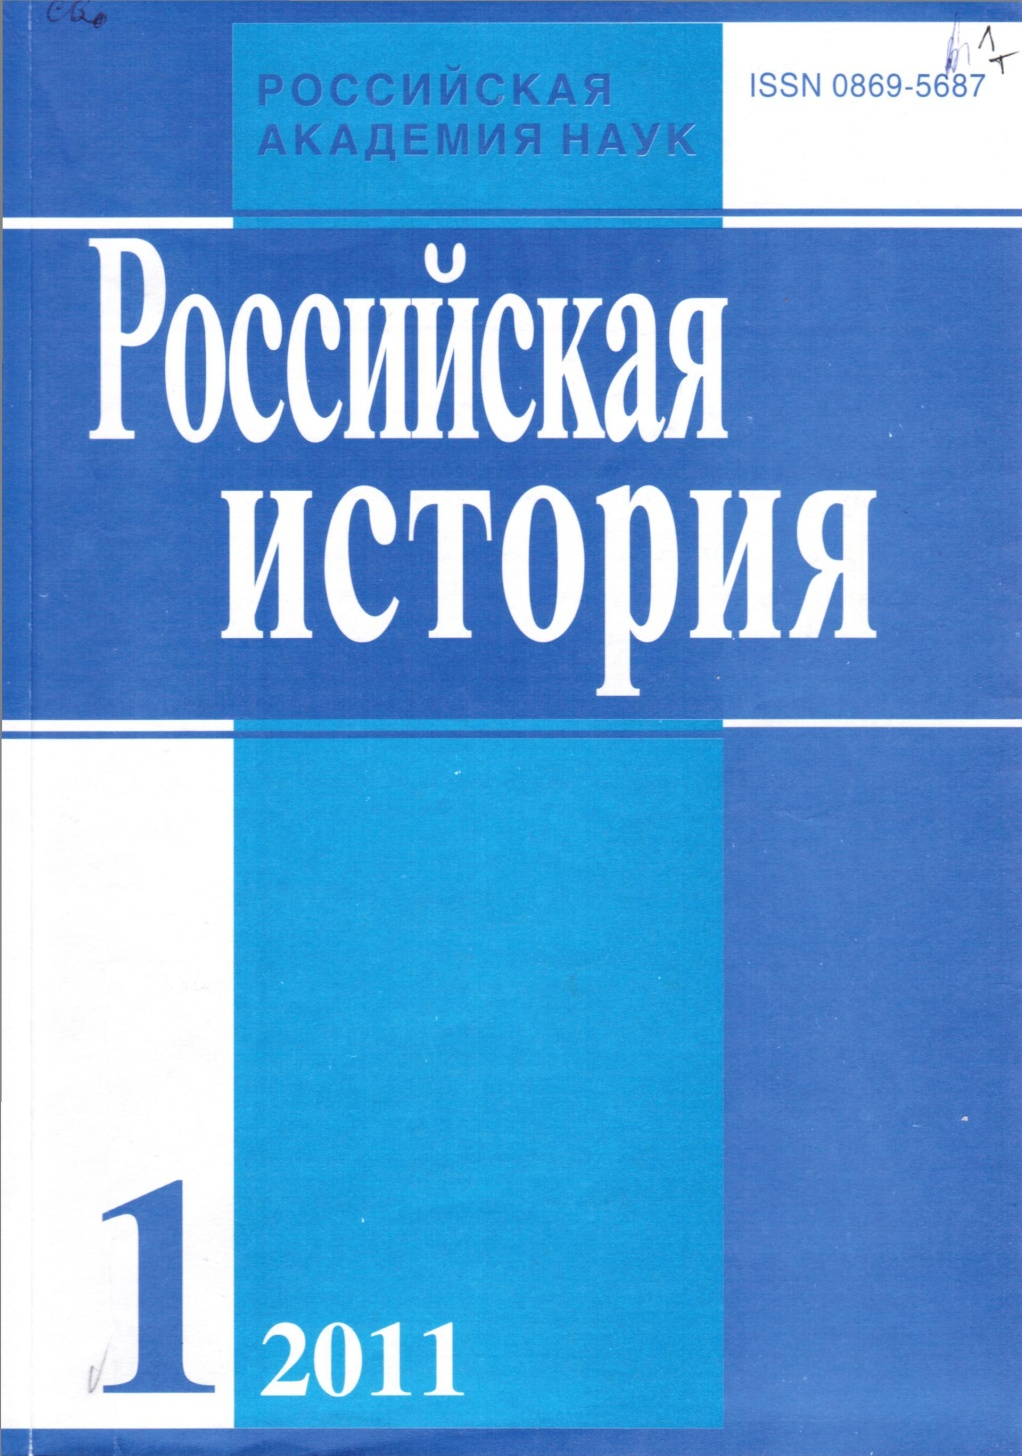 РОССИЙСКАЯ
АКАДЕМИЯ НАУК
ISSN 0869-5687
Российская
история
1
2011